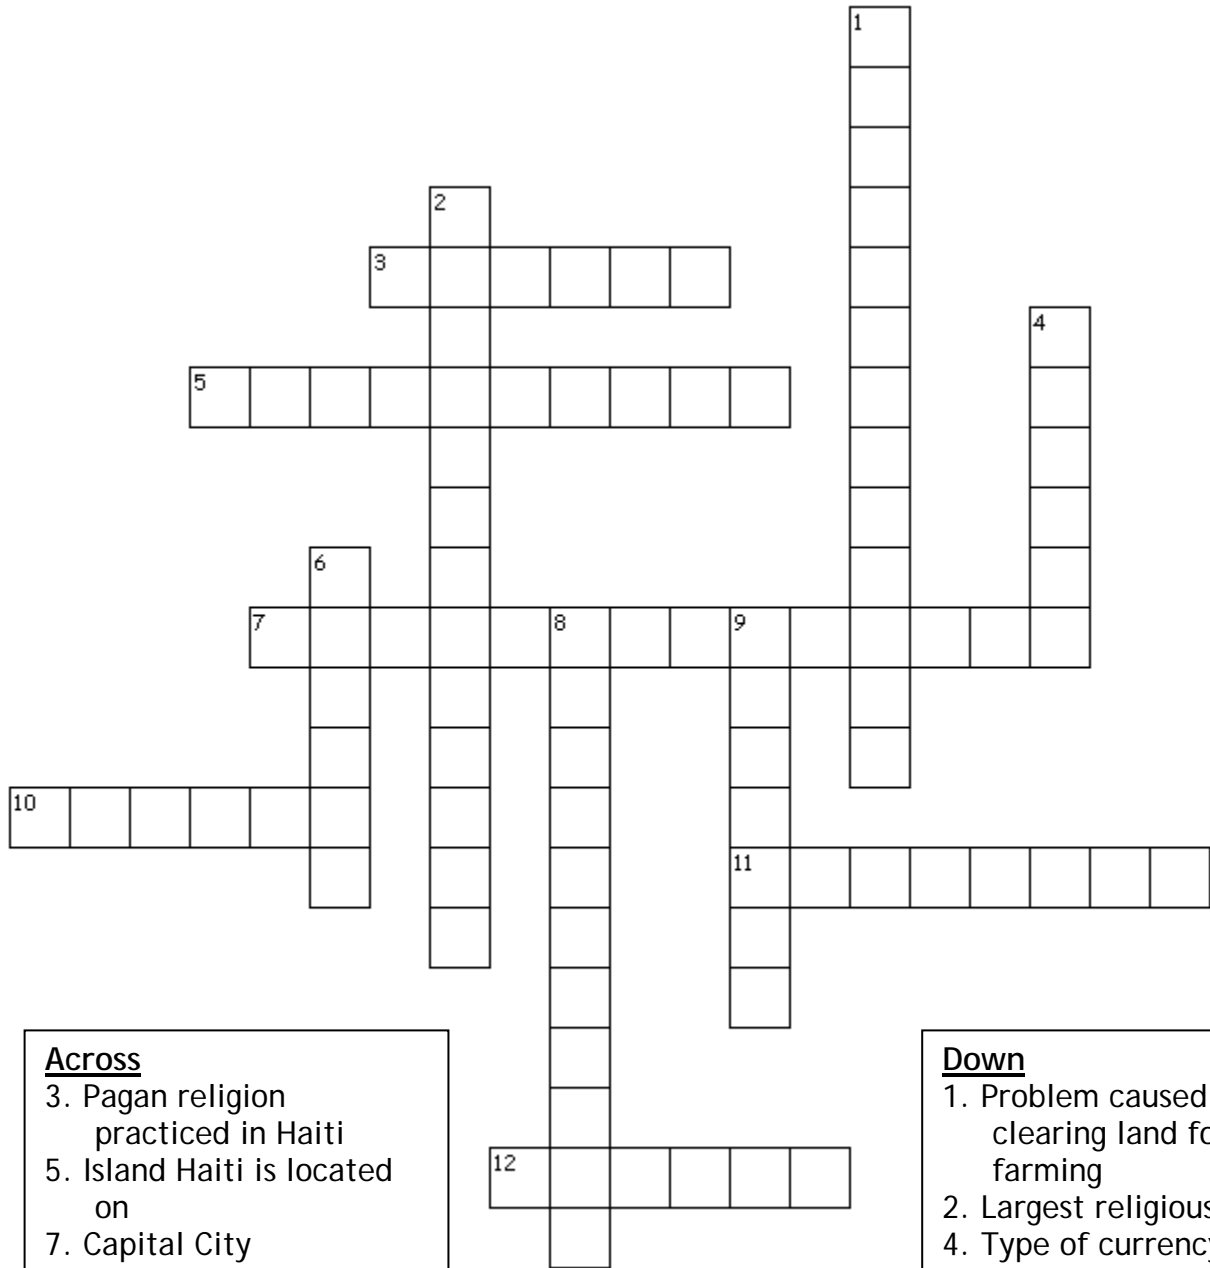 1
2
3
4
5
6
7
8
9
10
11
12
Across
3. Pagan religion
practiced in Haiti
5. Island Haiti is located
on
7. Capital City
Down
1. Problem caused
clearing land fo
farming
2. Largest religious
4. Type of currency